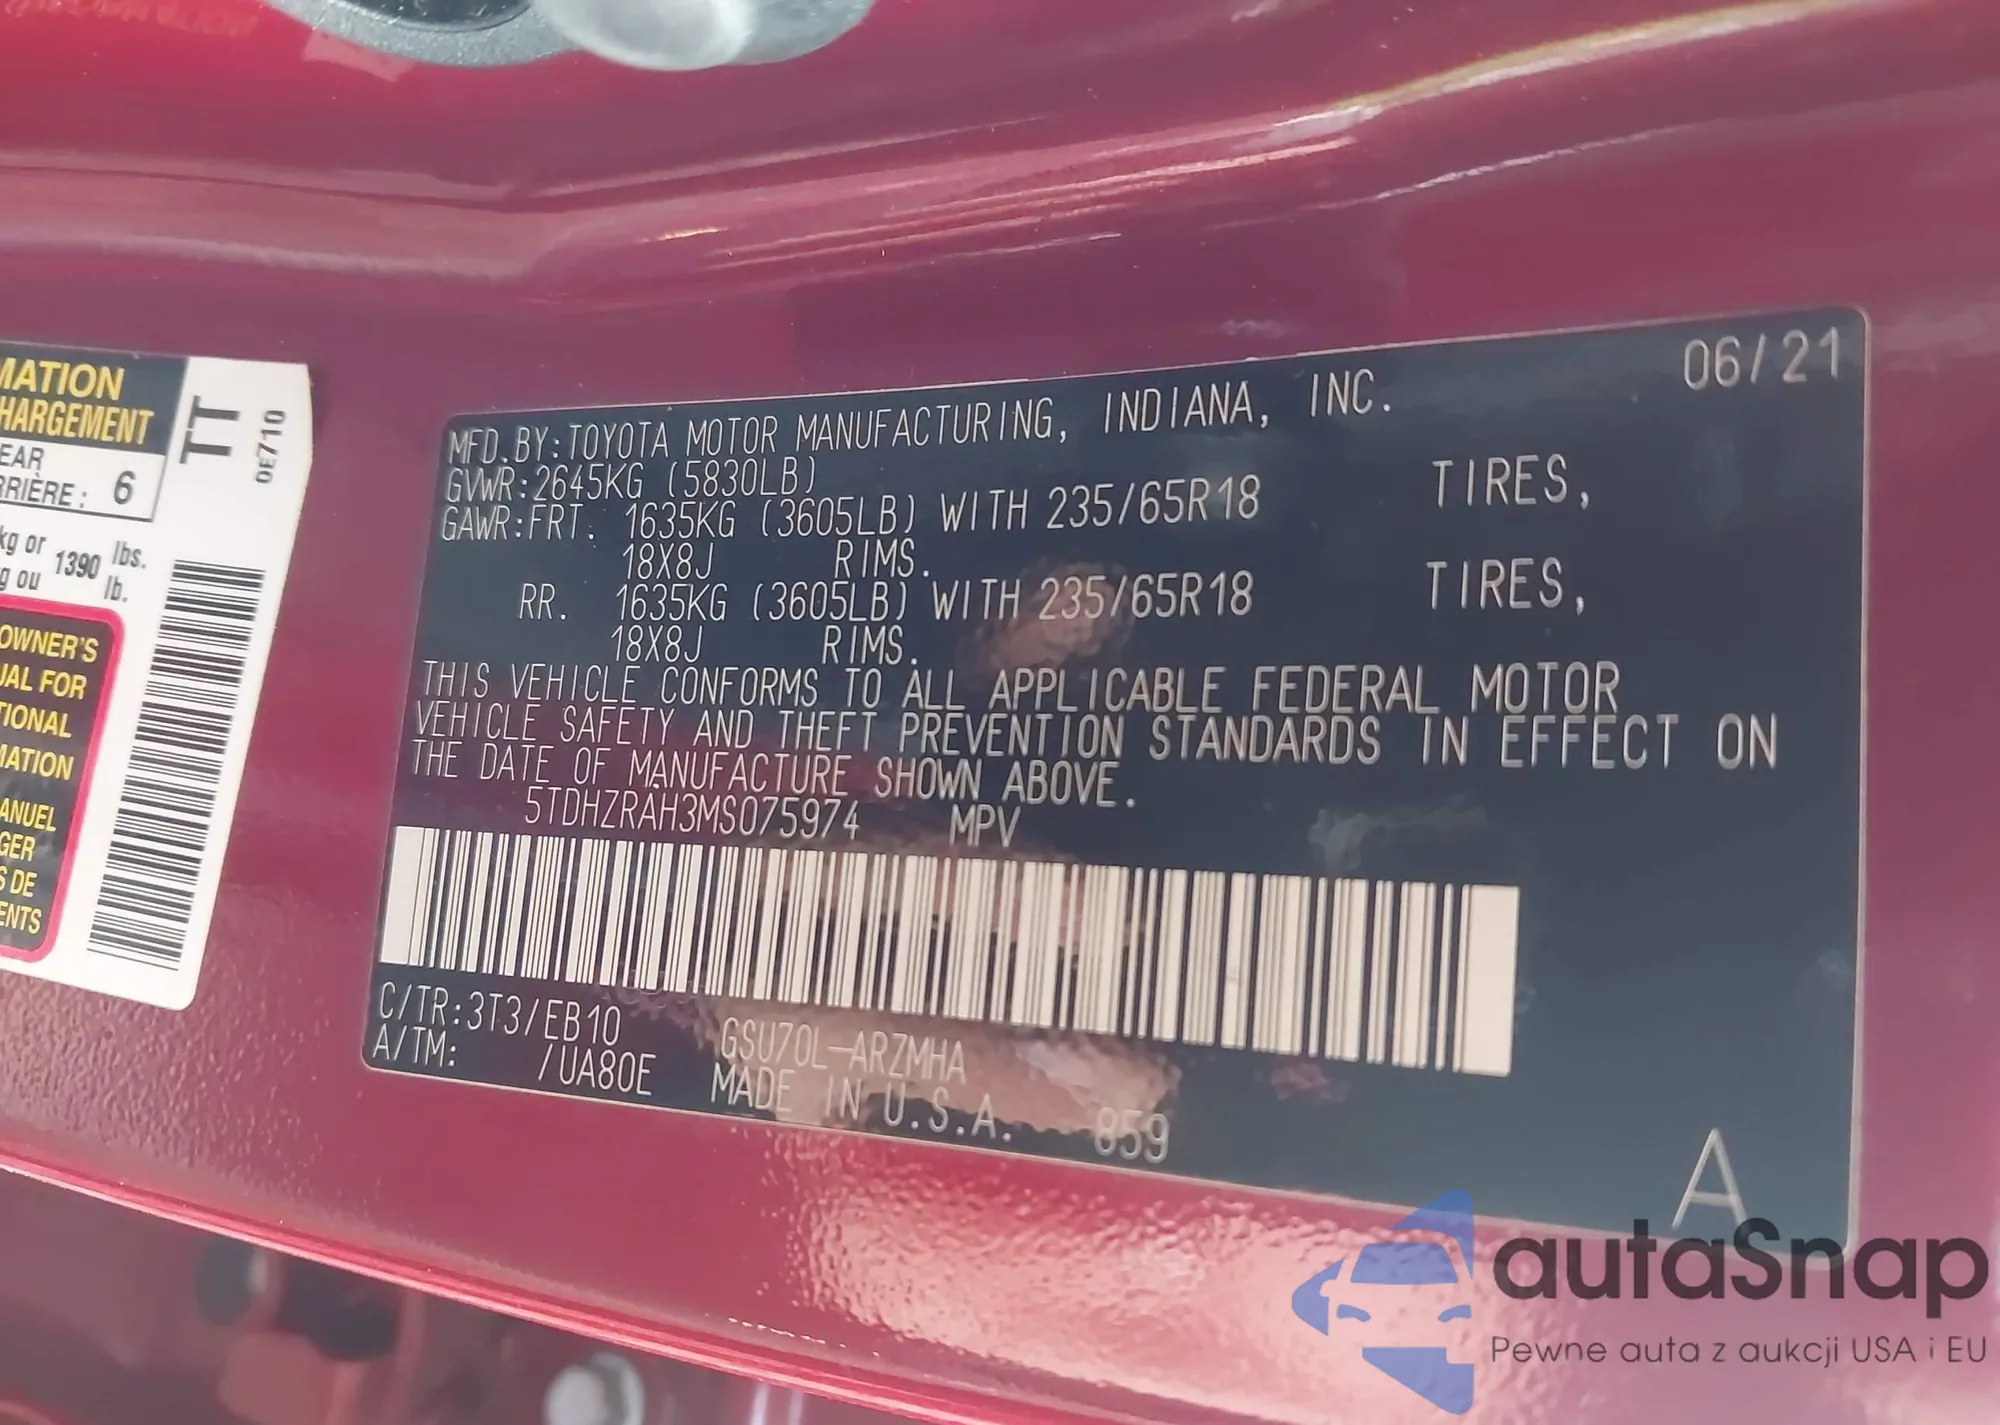 MATION
HARGEMENT
EAR
RRIÈRE: 6
kg or 1390 lbs.
g ou lb.
OWNER'S
UAL FOR
TIONAL
MATION
ANUEL
GER
S DE
ENTS
TT
0E710
06/21
MFD.BY:TOYOTA MOTOR MANUFACTURING, INDIANA, INC.
GVWR:2645KG (5830LB)
GAWR:FRT. 1635KG (3605LB) WITH 235/65R18 TIRES,
18X8J RIMS.
RR. 1635KG (3605LB) WITH 235/65R18 TIRES,
18X8J RIMS.
THIS VEHICLE CONFORMS TO ALL APPLICABLE FEDERAL MOTOR
VEHICLE SAFETY AND THEFT PREVENTION STANDARDS IN EFFECT ON
THE DATE OF MANUFACTURE SHOWN ABOVE.
5TDHZRAH3MS075974 MPV
C/TR:3T3/EB10 GSU70L-ARZMHA
A/TM: /UA80E MADE IN U.S.A. 859
A
autaSnap
Pewne auta z aukcji USA i EU